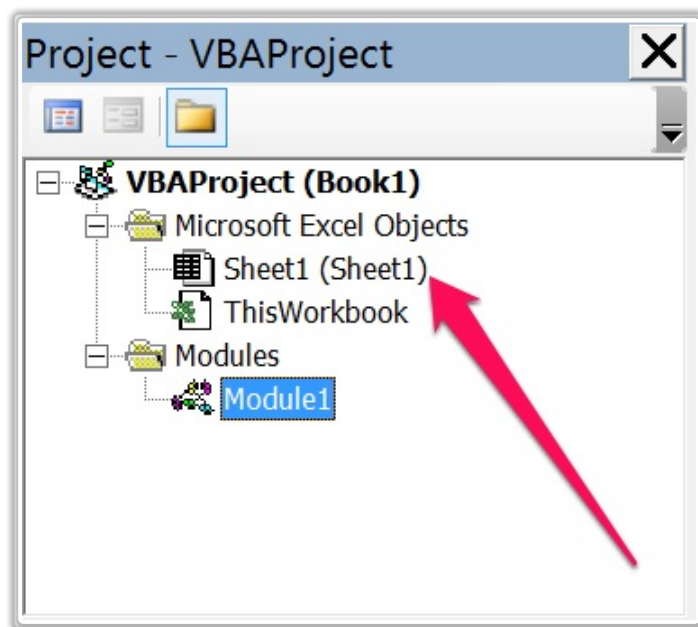 Project - VBAProject
VBAProject (Book1)
Microsoft Excel Objects
Sheet1 (Sheet1)
ThisWorkbook
Modules
Module1